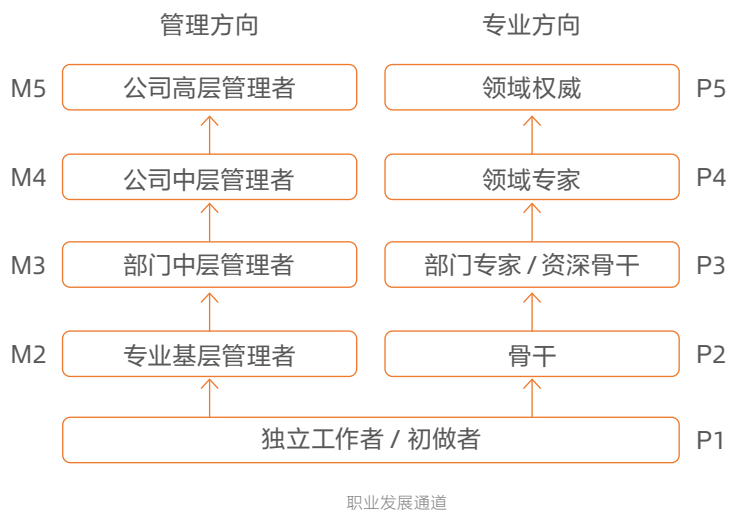 管理方向 专业方向
M5 公司高层管理者 领域权威 P5
M4 公司中层管理者 领域专家 P4
M3 部门中层管理者 部门专家 / 资深骨干 P3
M2 专业基层管理者 骨干 P2
独立工作者 / 初做者 P1
职业发展通道